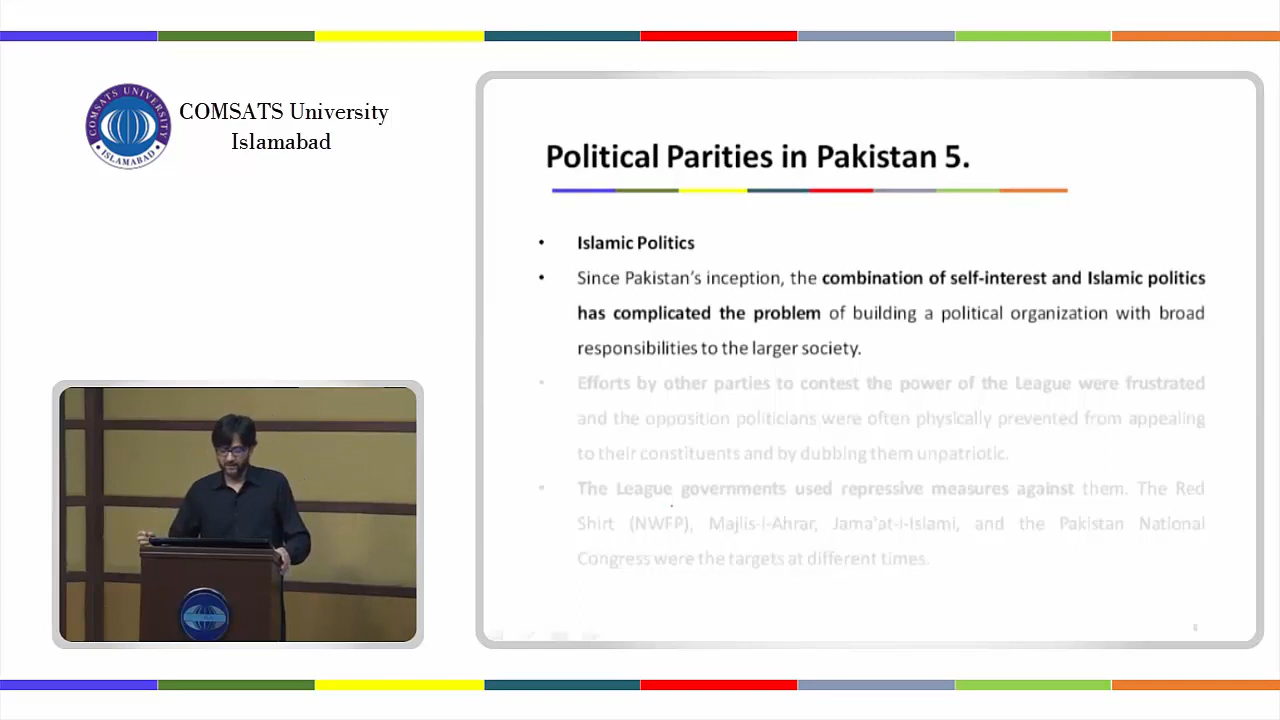 COMSATS UNIVERSITY
ISLAMABAD
COMSATS University
Islamabad
Political Parities in Pakistan 5.
• Islamic Politics
• Since Pakistan’s inception, the combination of self-interest and Islamic politics
has complicated the problem of building a political organization with broad
responsibilities to the larger society.
• Efforts by other parties to contest the power of the League were frustrated
and the opposition politicians were often physically prevented from appealing
to their constituents and by dubbing them unpatriotic.
• The League governments used repressive measures against them. The Red
Shirt (NWFP), Majlis-i-Ahrar, Jama'at-i-Islami, and the Pakistan National
Congress were the targets at different times.